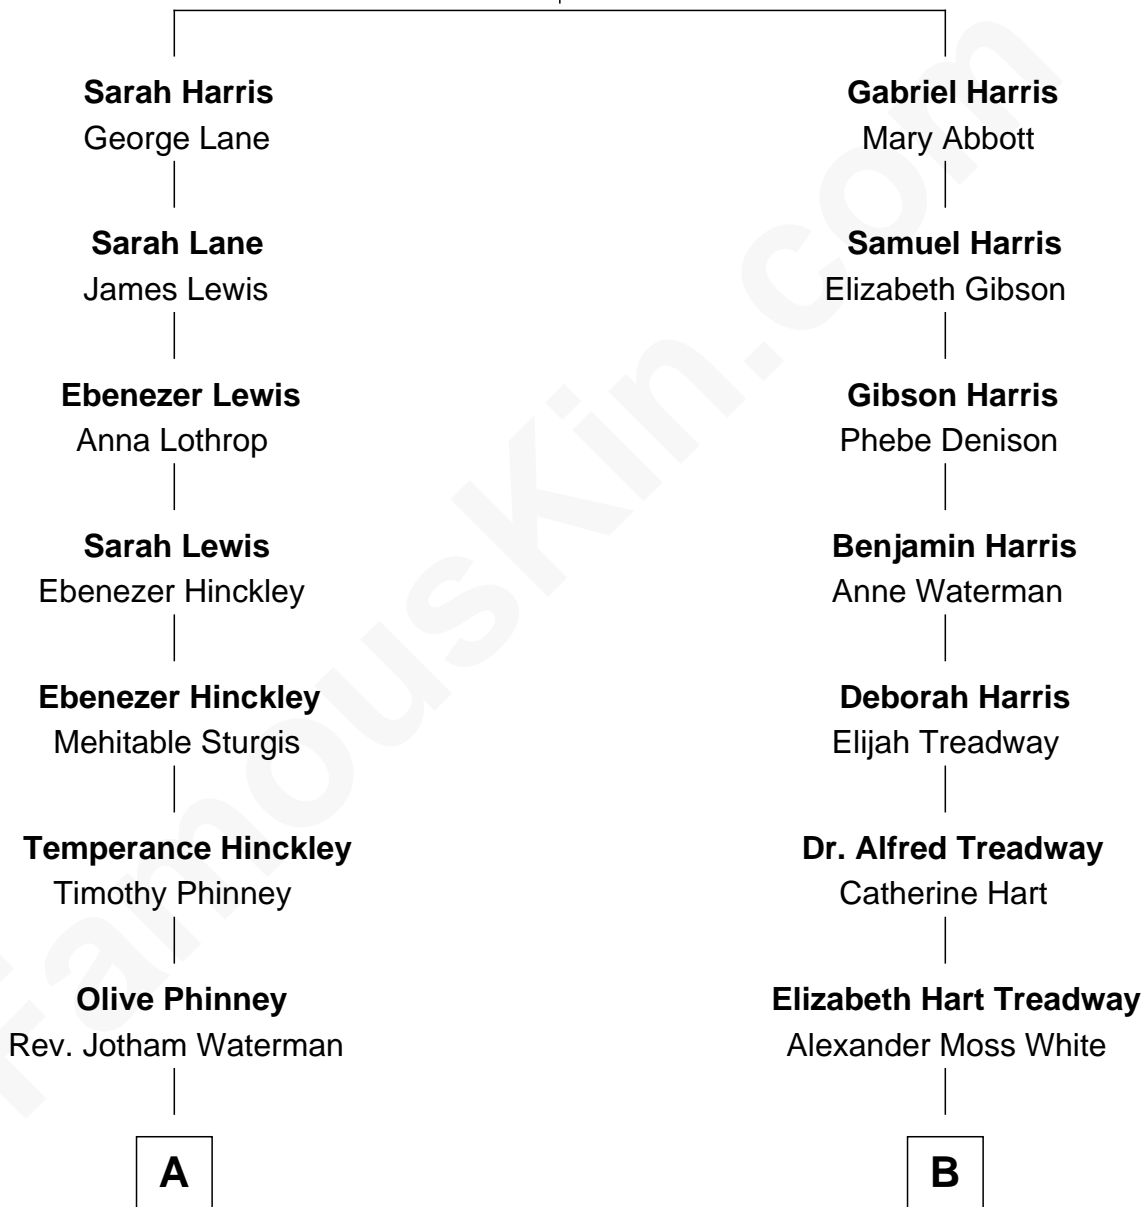 Sarah Harris
George Lane
Sarah Lane
James Lewis
Ebenezer Lewis
Anna Lothrop
Sarah Lewis
Ebenezer Hinckley
Ebenezer Hinckley
Mehitable Sturgis
Temperance Hinckley
Timothy Phinney
Olive Phinney
Rev. Jotham Waterman
A
Gabriel Harris
Mary Abbott
Samuel Harris
Elizabeth Gibson
Gibson Harris
Phebe Denison
Benjamin Harris
Anne Waterman
Deborah Harris
Elijah Treadway
Dr. Alfred Treadway
Catherine Hart
Elizabeth Hart Treadway
Alexander Moss White
B
FamousKin.com